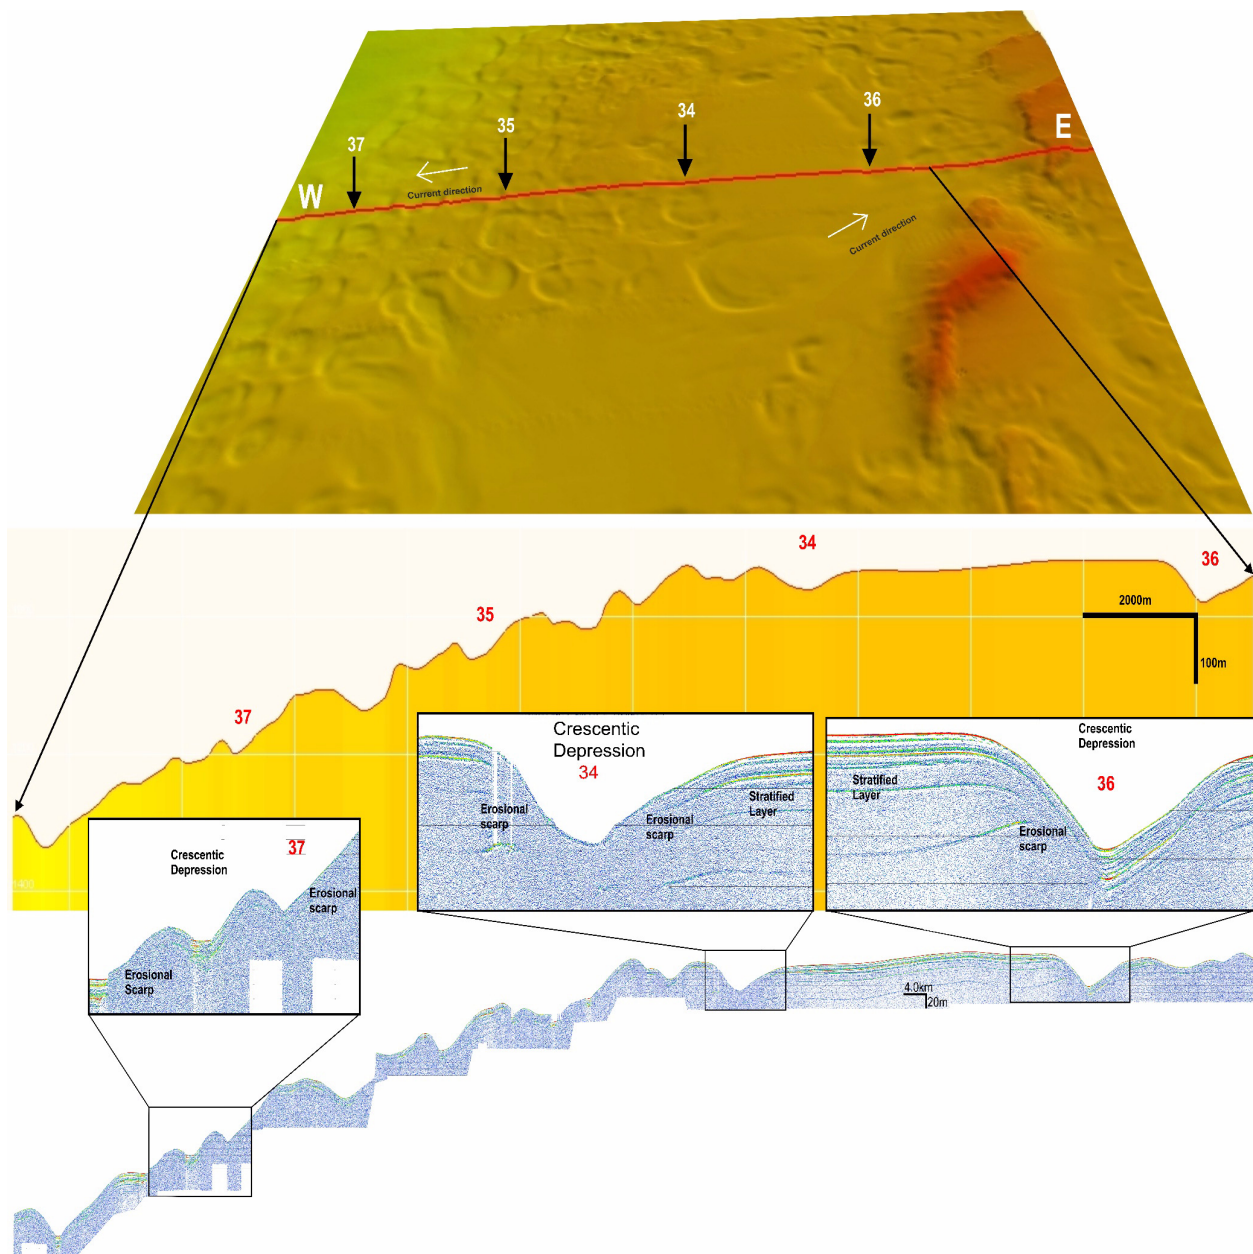 36
34
E
35
37
W
Current direction
Current direction
34
36
2000m
35
100m
37
Crescentic
Depression
34
Erosional
scarp
Erosional
scarp
Stratified
Layer
Crescentic
Depression
36
Stratified
Layer
Erosional
scarp
1400
37
Crescentic
Depression
Erosional
scarp
Erosional
Scarp
4.0km
20m